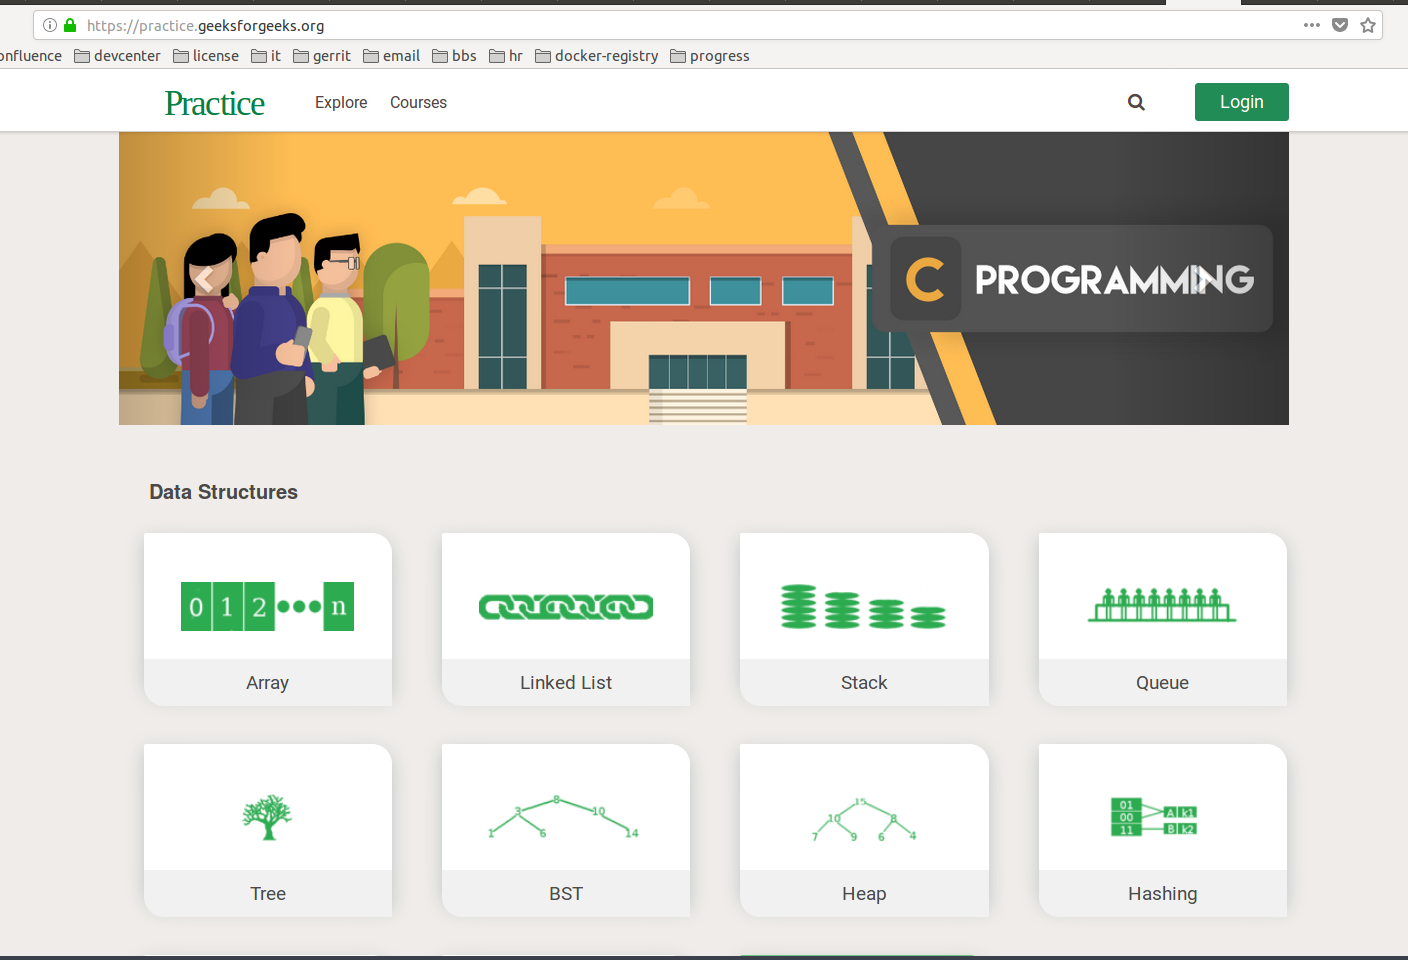 https://practice.geeksforgeeks.org
onfluence devcenter license it gerrit email bbs hr docker-registry progress
Practice Explore Courses Login
C PROGRAMMING
Data Structures
0 1 2 n
Array Linked List Stack Queue
8
3 10
1 6 14
15
10 8
7 9 6 4
01
00 A k1
11 B k2
Tree BST Heap Hashing